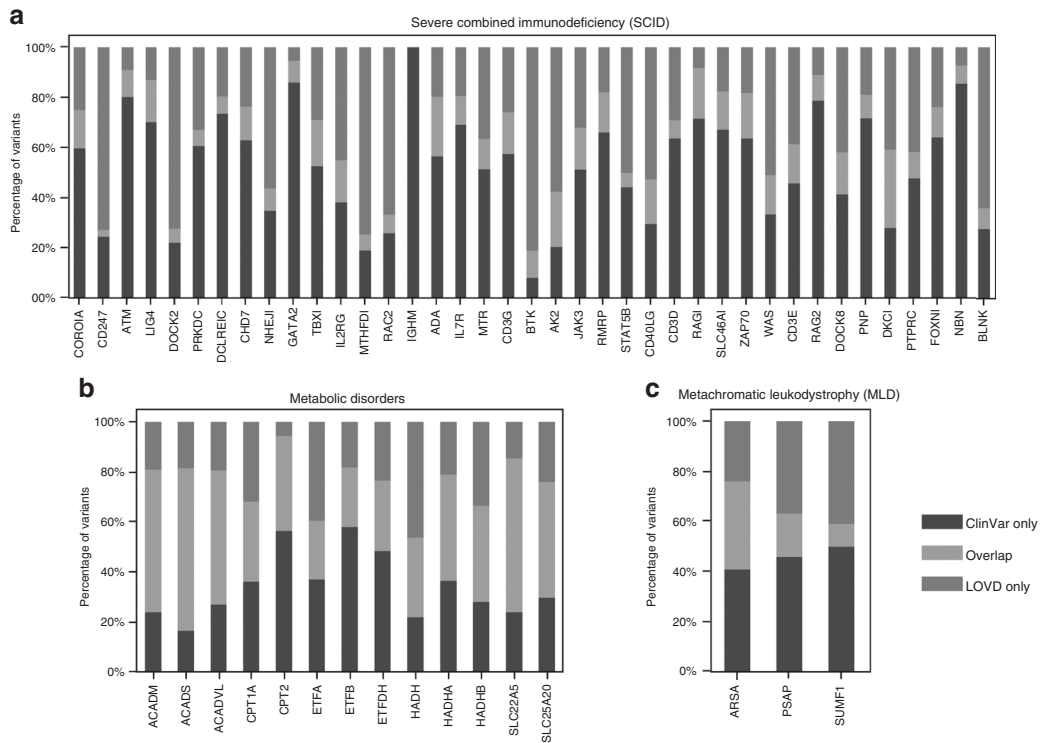 a
Severe combined immunodeficiency (SCID)
100%
80%
60%
40%
20%
00%
Percentage of variants
COROIA
CD247
ATM
LIG4
DOCK2
PRKDC
DCLREIC
CHD7
NHEJI
GATA2
TBXI
IL2RG
MTHFDI
RAC2
IGHM
ADA
IL7R
MTR
CD3G
BTK
AK2
JAK3
RMRP
STAT5B
CD40LG
CD3D
RAGI
SLC46AI
ZAP70
WAS
CD3E
RAG2
DOCK8
PNP
DKCI
PTPRC
FOXNI
NBN
BLNK
b
Metabolic disorders
100%
80%
60%
40%
20%
0%
Percentage of variants
ACADM
ACADS
ACADVL
CPT1A
CPT2
ETFA
ETFB
ETFDH
HADH
HADHA
HADHB
SLC22A5
SLC25A20
c
Metachromatic leukodystrophy (MLD)
100%
80%
60%
40%
20%
0%
Percentage of variants
ARSA
PSAP
SUMF1
ClinVar only
Overlap
LOVD only